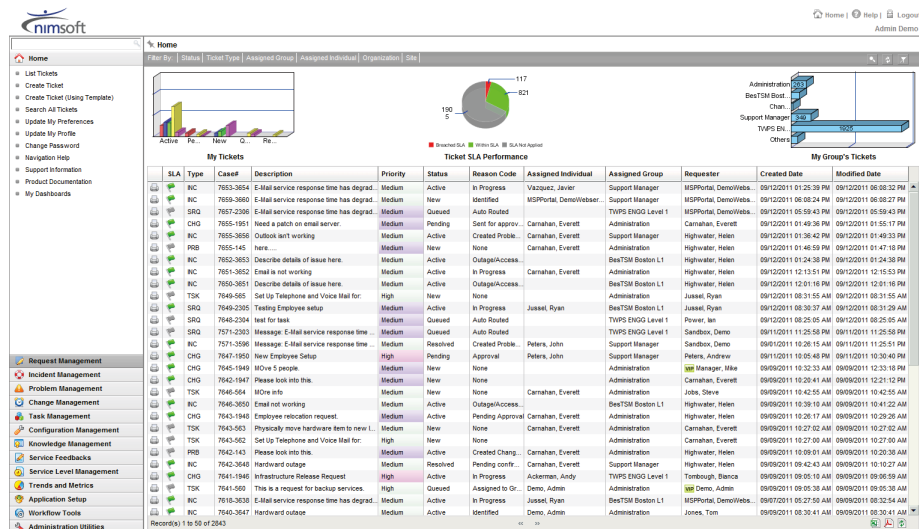 nimsoft
Home | Help | Logout
Admin Demo
Home
Home
Filter By: Status Ticket Type Assigned Group Assigned Individual Organization Site
List Tickets
Create Ticket
Create Ticket (Using Template)
Search All Tickets
Update My Preferences
Update My Profile
Change Password
Navigation Help
Support Information
Product Documentation
My Dashboards
Active Pe... New Q... Re...
My Tickets
117
821
190
5
Breached SLA Within SLA SLA Not Applied
Ticket SLA Performance
Administration 263
BesTSM Bost...
Chan...
Support Manager 340
TWPS EN... 1925
Others
My Group's Tickets
SLA Type Case# Description Priority Status Reason Code Assigned Individual Assigned Group Requester Created Date Modified Date
INC 7653-3654 E-Mail service response time has degrad... Medium Active In Progress Vazquez, Javier Support Manager MSPPortal, DemoWebs... 09/12/2011 01:25:39 PM 09/12/2011 06:08:32 PM
INC 7659-3660 E-Mail service response time has degrad... Medium New Identified MSPPortal, DemoWebser... Support Manager MSPPortal, DemoWebs... 09/12/2011 06:08:24 PM 09/12/2011 06:08:27 PM
SRQ 7657-2306 E-Mail service response time has degrad... Medium Queued Auto Routed TWPS ENGG Level 1 MSPPortal, DemoWebs... 09/12/2011 05:59:43 PM 09/12/2011 05:59:43 PM
CHG 7655-1951 Need a patch on email server. Medium Pending Sent for approv... Carnahan, Everett Administration Carnahan, Everett 09/12/2011 01:49:36 PM 09/12/2011 01:55:17 PM
INC 7655-3656 Outlook isn't working Medium Active Created Proble... Carnahan, Everett Support Manager Highwater, Helen 09/12/2011 01:36:42 PM 09/12/2011 01:49:33 PM
PRB 7655-145 here..... Medium New None Administration Highwater, Helen 09/12/2011 01:46:59 PM 09/12/2011 01:47:18 PM
INC 7652-3653 Describe details of issue here. Medium Active Outage/Access... BesTSM Boston L1 Highwater, Helen 09/12/2011 01:24:38 PM 09/12/2011 01:24:38 PM
INC 7651-3652 Email is not working Medium Active In Progress Carnahan, Everett Administration Highwater, Helen 09/12/2011 12:13:51 PM 09/12/2011 12:15:53 PM
INC 7650-3651 Describe details of issue here. Medium Active Outage/Access... BesTSM Boston L1 Highwater, Helen 09/12/2011 12:01:16 PM 09/12/2011 12:01:16 PM
TSK 7649-565 Set Up Telephone and Voice Mail for: High New None Administration Jussel, Ryan 09/12/2011 08:31:55 AM 09/12/2011 08:31:55 AM
SRQ 7649-2305 Testing Employee setup Medium Active In Progress Jussel, Ryan BesTSM Boston L1 Jussel, Ryan 09/12/2011 08:30:37 AM 09/12/2011 08:31:29 AM
SRQ 7648-2304 test for task Medium Queued Auto Routed TWPS ENGG Level 1 Power, Ian 09/12/2011 08:25:05 AM 09/12/2011 08:25:05 AM
SRQ 7571-2303 Message: E-Mail service response time ... Medium Queued Auto Routed TWPS ENGG Level 1 Sandbox, Demo 09/11/2011 11:25:58 PM 09/11/2011 11:25:58 PM
INC 7571-3596 Message: E-Mail service response time ... Medium Resolved Created Proble... Peters, John Support Manager Sandbox, Demo 09/01/2011 10:26:15 AM 09/11/2011 11:25:51 PM
CHG 7647-1950 New Employee Setup High Pending Approval Peters, John Support Manager Peters, Andrew 09/11/2011 10:05:48 PM 09/11/2011 10:30:40 PM
CHG 7645-1949 MOve 5 people. Medium New None Administration VIP Manager, Mike 09/09/2011 10:32:33 AM 09/09/2011 12:33:18 PM
CHG 7642-1947 Please look into this. Medium New None Administration Carnahan, Everett 09/09/2011 10:20:41 AM 09/09/2011 12:21:12 PM
TSK 7646-564 MOre info Medium New None Carnahan, Everett Administration Jobs, Steve 09/09/2011 10:42:55 AM 09/09/2011 10:42:55 AM
INC 7646-3650 Email not working Medium Active Outage/Access... BesTSM Boston L1 Highwater, Helen 09/09/2011 10:39:10 AM 09/09/2011 10:41:22 AM
CHG 7643-1948 Employee relocation request. Medium Active Pending Approval Carnahan, Everett Administration Highwater, Helen 09/09/2011 10:26:17 AM 09/09/2011 10:29:26 AM
TSK 7643-563 Physically move hardware item to new l... Medium New None Carnahan, Everett Administration Carnahan, Everett 09/09/2011 10:27:02 AM 09/09/2011 10:27:02 AM
TSK 7643-562 Set Up Telephone and Voice Mail for: High New None Administration Carnahan, Everett 09/09/2011 10:27:00 AM 09/09/2011 10:27:00 AM
PRB 7642-143 Please look into this. Medium Active Created Chang... Carnahan, Everett Administration Highwater, Helen 09/09/2011 10:09:01 AM 09/09/2011 10:20:38 AM
INC 7642-3648 Hardward outage Medium Resolved Pending confir... Carnahan, Everett Support Manager Highwater, Helen 09/09/2011 09:42:43 AM 09/09/2011 10:10:27 AM
CHG 7641-1946 Infrastructure Release Request High Active In Progress Ackerman, Andy TWPS ENGG Level 1 Tombough, Bianca 09/09/2011 09:05:10 AM 09/09/2011 09:06:59 AM
TSK 7641-560 This is a request for backup services. High Queued Assigned to Gr... Demo, Admin Administration VIP Demo, Admin 09/09/2011 09:05:38 AM 09/09/2011 09:05:38 AM
INC 7618-3638 E-Mail service response time has degrad... Medium Active In Progress Jussel, Ryan BesTSM Boston L1 MSPPortal, DemoWebs... 09/07/2011 05:27:50 AM 09/09/2011 08:32:54 AM
INC 7640-3647 Hardward outage Medium Active Identified Demo, Admin Administration Jones, Tom 09/09/2011 08:30:41 AM 09/09/2011 08:30:41 AM
Request Management
Incident Management
Problem Management
Change Management
Task Management
Configuration Management
Knowledge Management
Service Feedbacks
Service Level Management
Trends and Metrics
Application Setup
Workflow Tools
Administration Utilities
Record(s) 1 to 50 of 2843